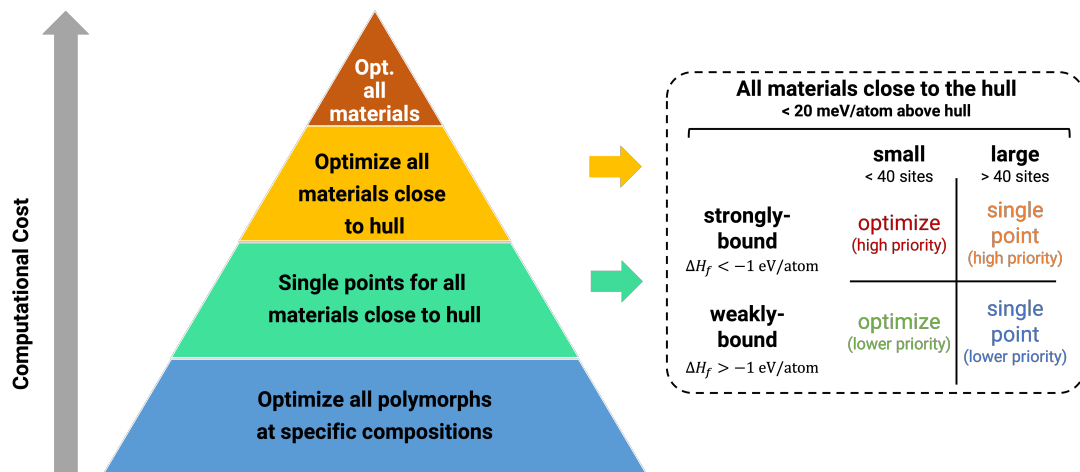 Computational Cost
Opt.
all
materials
Optimize all
materials close
to hull
Single points for all
materials close to hull
Optimize all polymorphs
at specific compositions
All materials close to the hull
< 20 meV/atom above hull
small
< 40 sites
large
> 40 sites
strongly-
bound
Δ𝐻𝑓 < −1 eV/atom
optimize
(high priority)
single
point
(high priority)
weakly-
bound
Δ𝐻𝑓 > −1 eV/atom
optimize
(lower priority)
single
point
(lower priority)